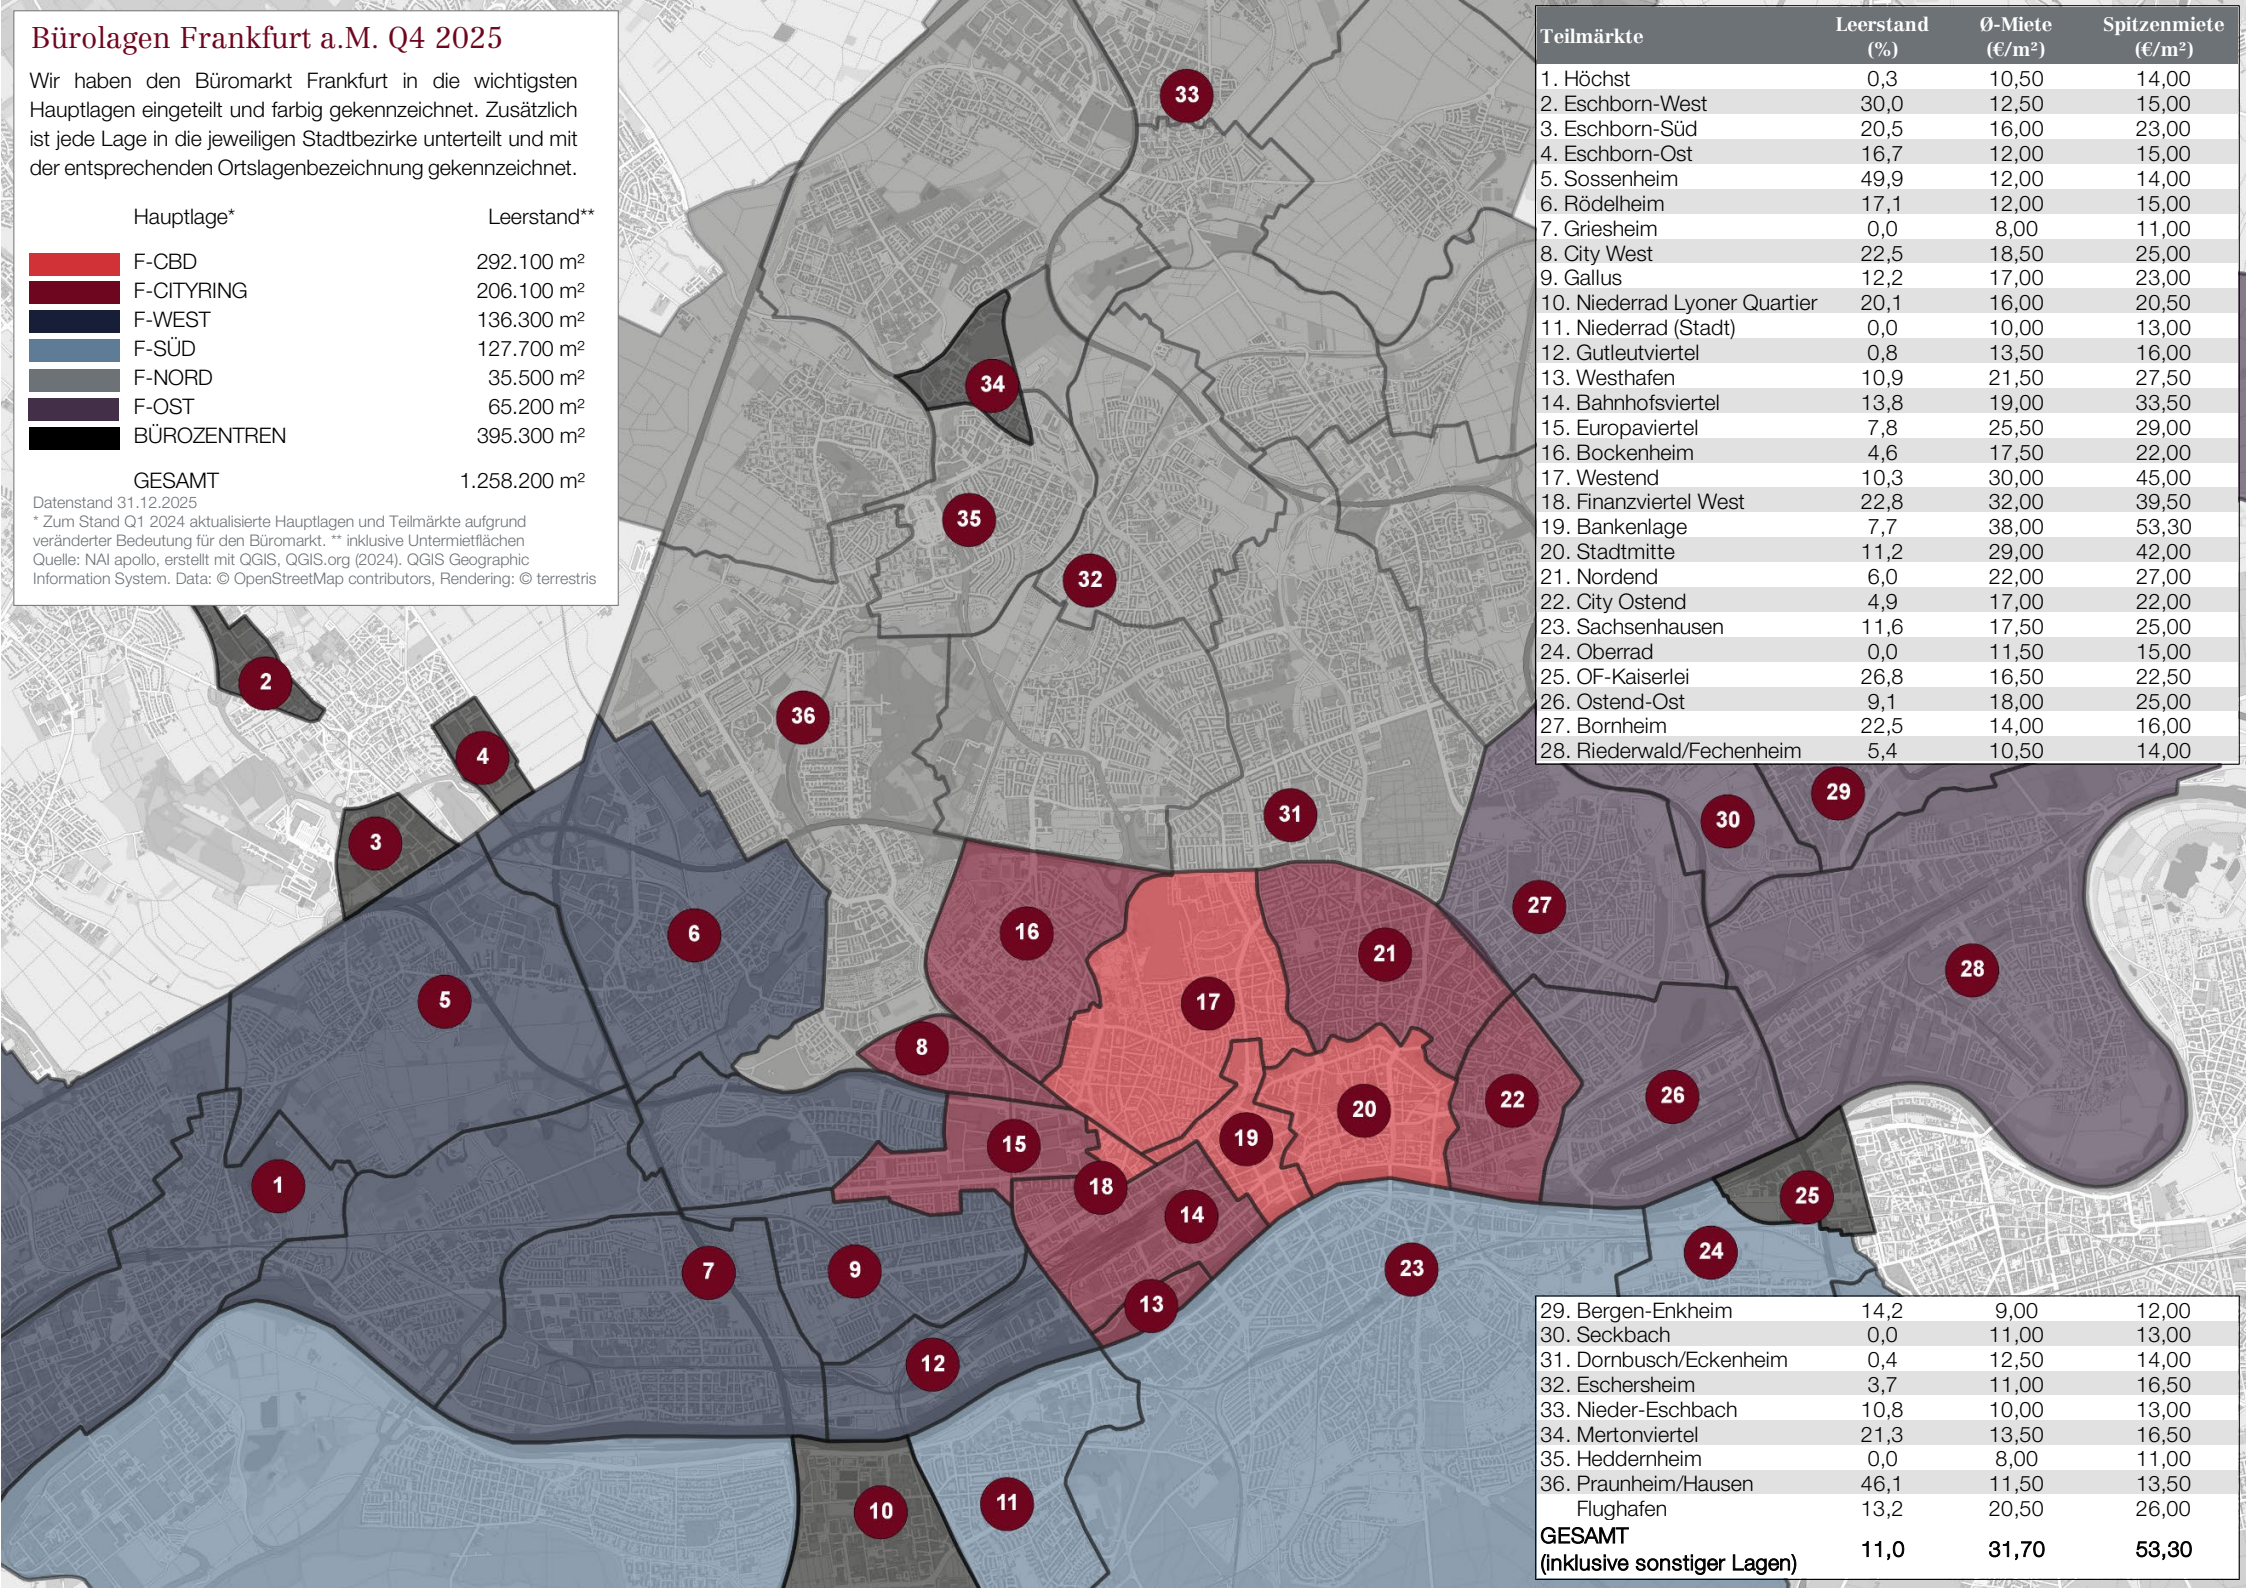 Bürolagen Frankfurt a.M. Q4 2025
Wir haben den Büromarkt Frankfurt in die wichtigsten
Hauptlagen eingeteilt und farbig gekennzeichnet. Zusätzlich
ist jede Lage in die jeweiligen Stadtbezirke unterteilt und mit
der entsprechenden Ortslagenbezeichnung gekennzeichnet.
Hauptlage* Leerstand**
F-CBD 292.100 m²
F-CITYRING 206.100 m²
F-WEST 136.300 m²
F-SÜD 127.700 m²
F-NORD 35.500 m²
F-OST 65.200 m²
BÜROZENTREN 395.300 m²
GESAMT 1.258.200 m²
Datenstand 31.12.2025
* Zum Stand Q1 2024 aktualisierte Hauptlagen und Teilmärkte aufgrund
veränderter Bedeutung für den Büromarkt. ** inklusive Untermietflächen
Quelle: NAI apollo, erstellt mit QGIS, QGIS.org (2024). QGIS Geographic
Information System. Data: © OpenStreetMap contributors, Rendering: © terrestris
Teilmärkte Leerstand (%) Ø-Miete (€/m²) Spitzenmiete (€/m²)
1. Höchst 0,3 10,50 14,00
2. Eschborn-West 30,0 12,50 15,00
3. Eschborn-Süd 20,5 16,00 23,00
4. Eschborn-Ost 16,7 12,00 15,00
5. Sossenheim 49,9 12,00 14,00
6. Rödelheim 17,1 12,00 15,00
7. Griesheim 0,0 8,00 11,00
8. City West 22,5 18,50 25,00
9. Gallus 12,2 17,00 23,00
10. Niederrad Lyoner Quartier 20,1 16,00 20,50
11. Niederrad (Stadt) 0,0 10,00 13,00
12. Gutleutviertel 0,8 13,50 16,00
13. Westhafen 10,9 21,50 27,50
14. Bahnhofsviertel 13,8 19,00 33,50
15. Europaviertel 7,8 25,50 29,00
16. Bockenheim 4,6 17,50 22,00
17. Westend 10,3 30,00 45,00
18. Finanzviertel West 22,8 32,00 39,50
19. Bankenlage 7,7 38,00 53,30
20. Stadtmitte 11,2 29,00 42,00
21. Nordend 6,0 22,00 27,00
22. City Ostend 4,9 17,00 22,00
23. Sachsenhausen 11,6 17,50 25,00
24. Oberrad 0,0 11,50 15,00
25. OF-Kaiserlei 26,8 16,50 22,50
26. Ostend-Ost 9,1 18,00 25,00
27. Bornheim 22,5 14,00 16,00
28. Riederwald/Fechenheim 5,4 10,50 14,00
33
34
35
32
2
36
4
29
31
30
3
27
6
16
21
28
5
17
8
26
22
20
19
15
1
18
25
14
24
23
7
9
13
12
11
10
29. Bergen-Enkheim 14,2 9,00 12,00
30. Seckbach 0,0 11,00 13,00
31. Dornbusch/Eckenheim 0,4 12,50 14,00
32. Eschersheim 3,7 11,00 16,50
33. Nieder-Eschbach 10,8 10,00 13,00
34. Mertonviertel 21,3 13,50 16,50
35. Heddernheim 0,0 8,00 11,00
36. Praunheim/Hausen 46,1 11,50 13,50
Flughafen 13,2 20,50 26,00
GESAMT
(inklusive sonstiger Lagen) 11,0 31,70 53,30